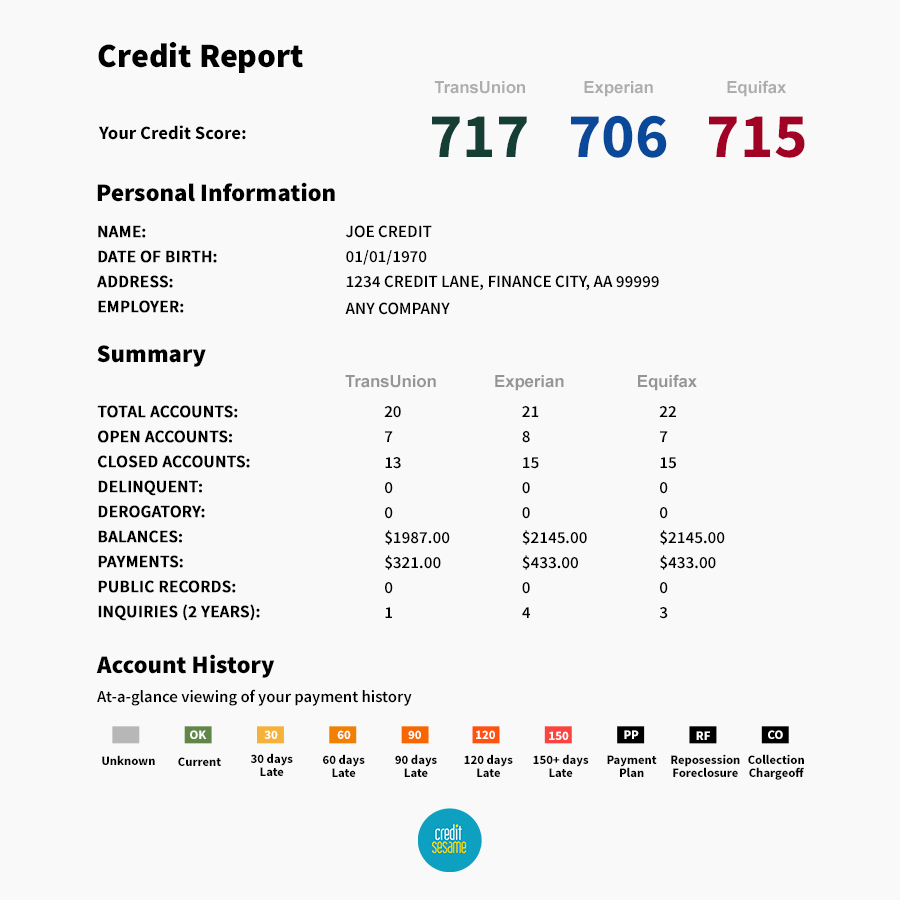 Credit Report
TransUnion Experian Equifax
Your Credit Score: 717 706 715
Personal Information
NAME: JOE CREDIT
DATE OF BIRTH: 01/01/1970
ADDRESS: 1234 CREDIT LANE, FINANCE CITY, AA 99999
EMPLOYER: ANY COMPANY
Summary
TransUnion Experian Equifax
TOTAL ACCOUNTS: 20 21 22
OPEN ACCOUNTS: 7 8 7
CLOSED ACCOUNTS: 13 15 15
DELINQUENT: 0 0 0
DEROGATORY: 0 0 0
BALANCES: $1987.00 $2145.00 $2145.00
PAYMENTS: $321.00 $433.00 $433.00
PUBLIC RECORDS: 0 0 0
INQUIRIES (2 YEARS): 1 4 3
Account History
At-a-glance viewing of your payment history
OK 30 60 90 120 150 PP RF CO
Unknown Current 30 days 60 days 90 days 120 days 150+ days Payment Reposession Collection
Late Late Late Late Late Plan Foreclosure Chargeoff
credit
sesame